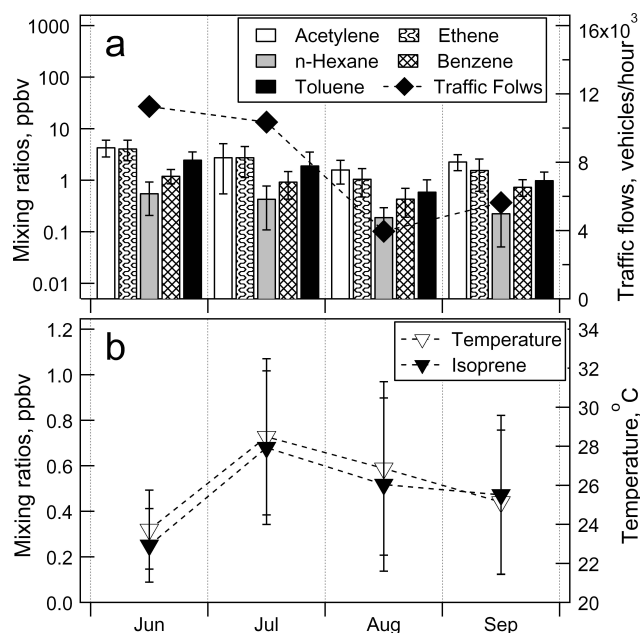 a
Acetylene
Ethene
n-Hexane
Benzene
Toluene
Traffic Folws
Mixing ratios, ppbv
1000
100
10
1
0.1
0.01
16x10³
12
8
4
0
Traffic flows, vehicles/hour
b
Temperature
Isoprene
Mixing ratios, ppbv
1.2
1.0
0.8
0.6
0.4
0.2
0.0
34
32
30
28
26
24
22
20
Temperature, °C
Jun Jul Aug Sep